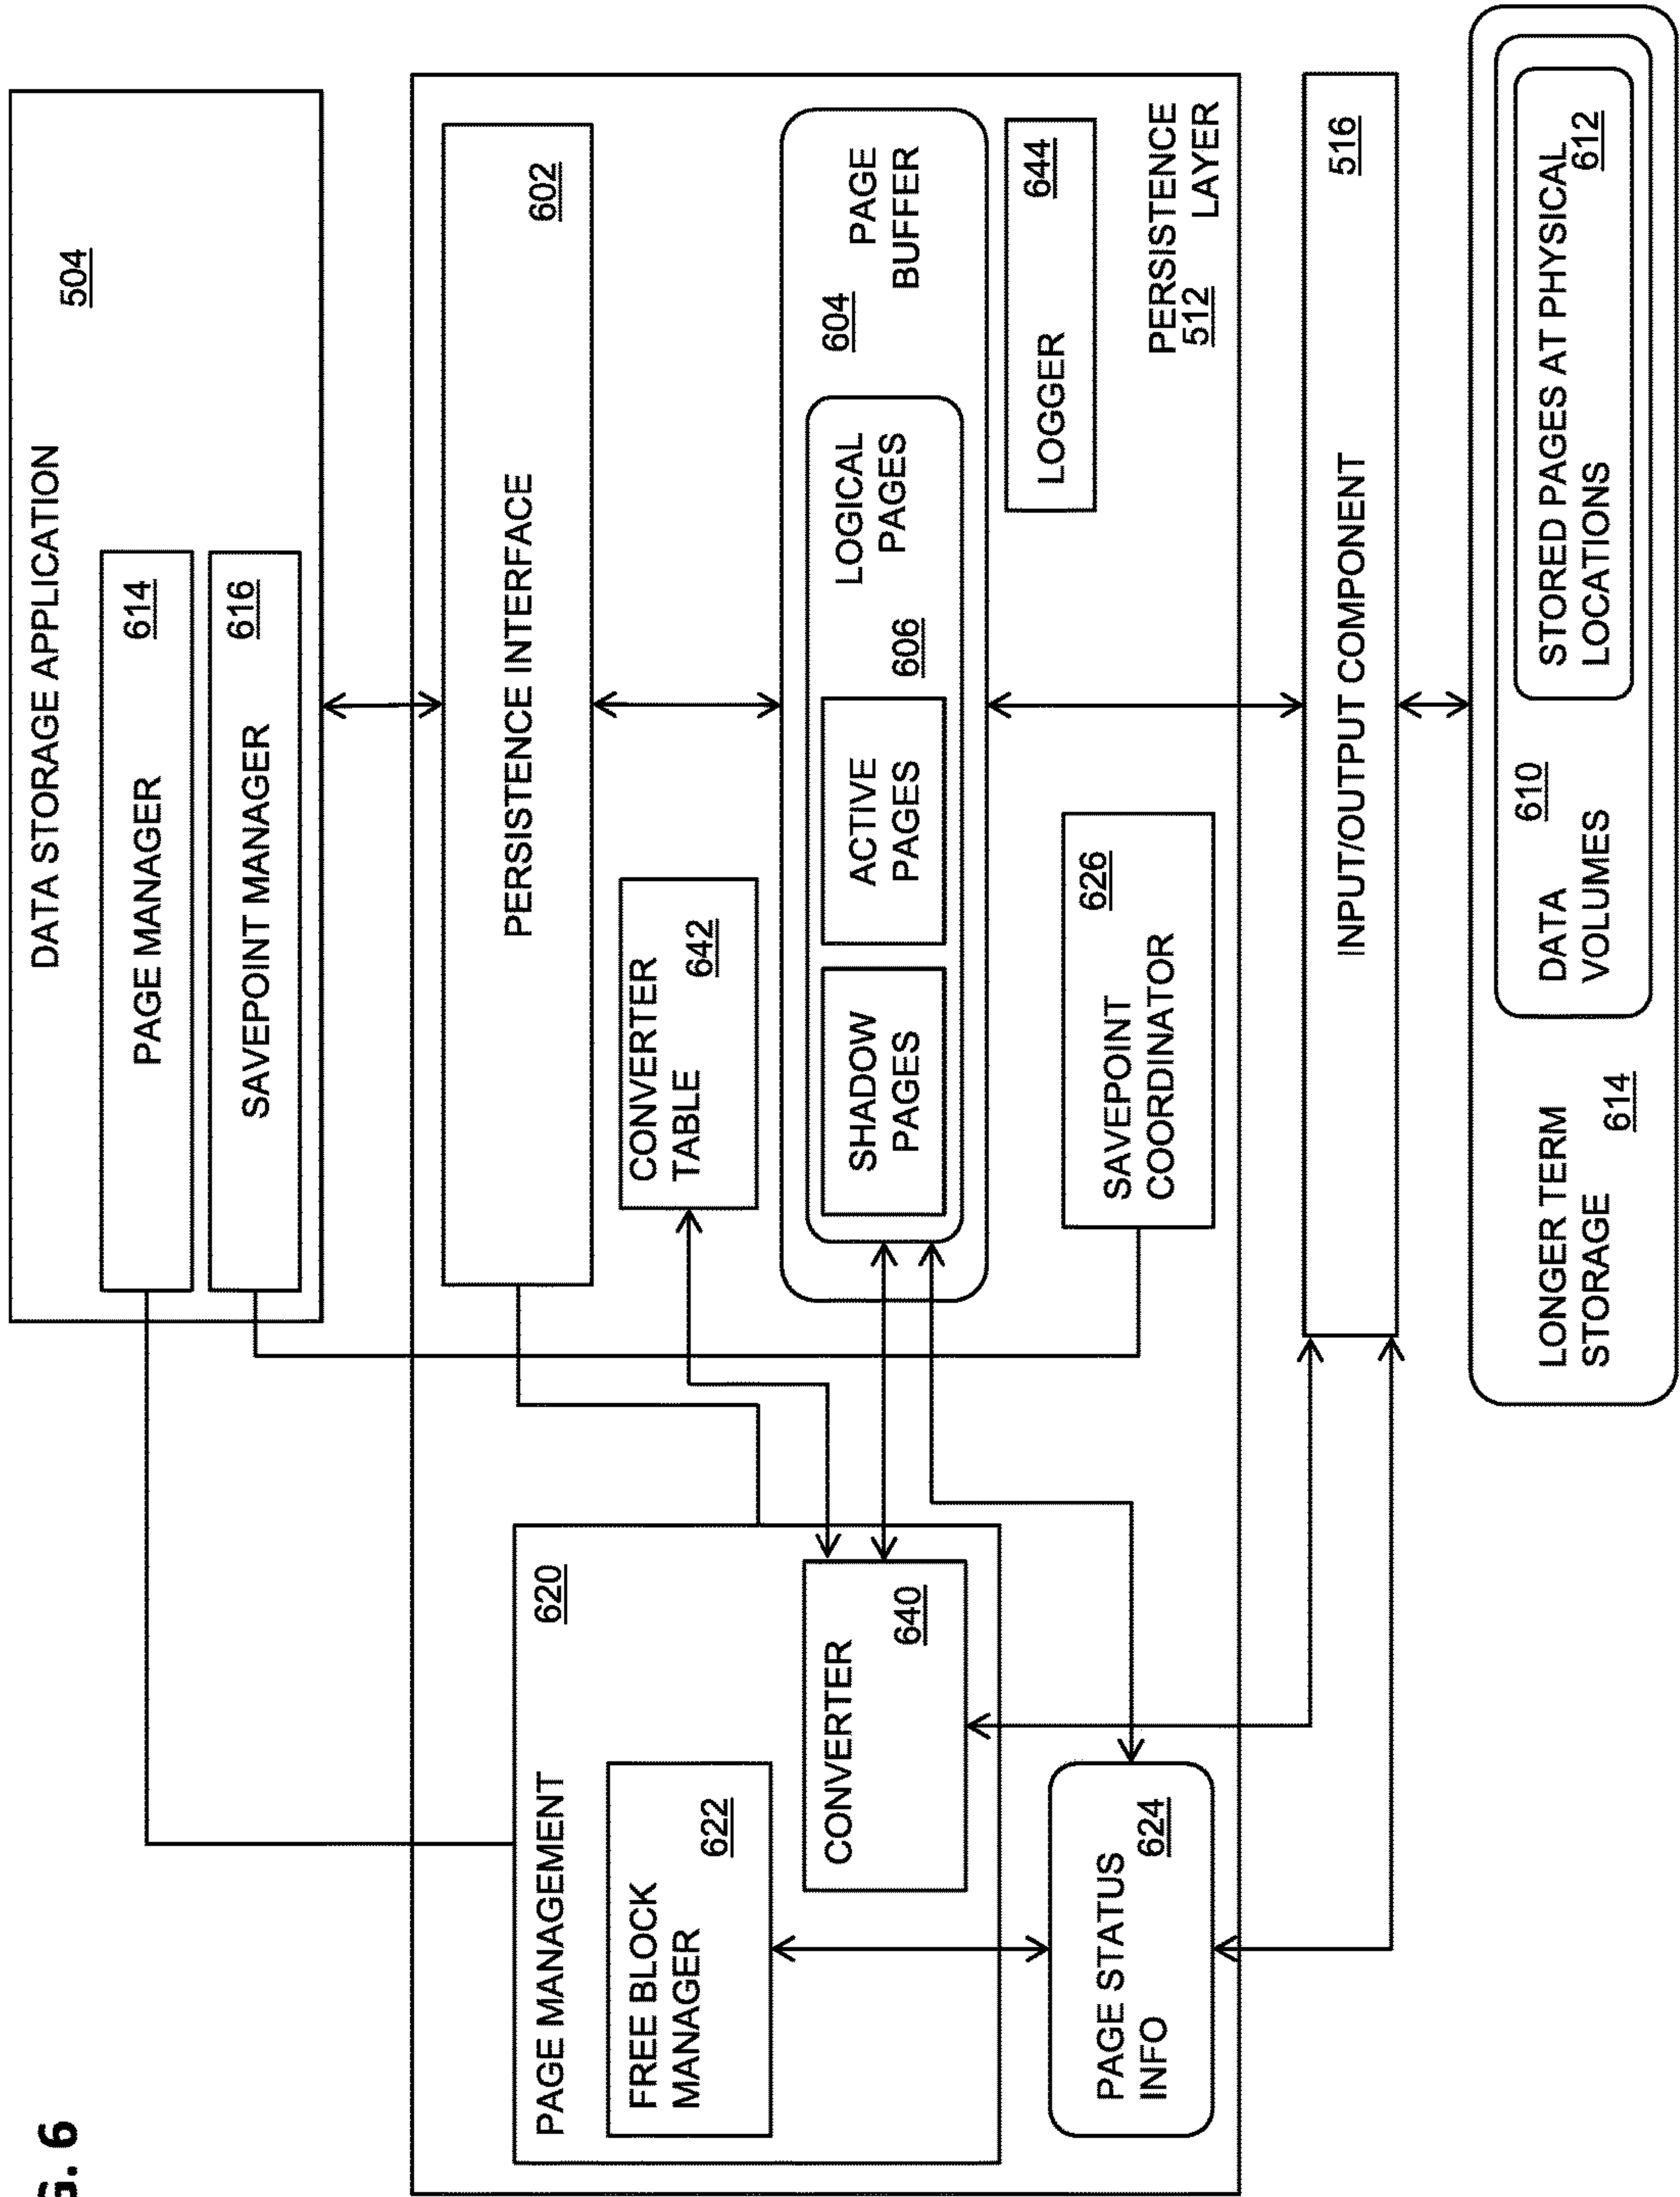 G. 6
DATA STORAGE APPLICATION
504
PAGE MANAGER 614
SAVEPOINT MANAGER 616
PERSISTENCE INTERFACE
602
PAGE MANAGEMENT
620
FREE BLOCK
MANAGER
622
CONVERTER
640
CONVERTER
TABLE
642
604
PAGE
BUFFER
LOGICAL
PAGES
606
SHADOW
PAGES
ACTIVE
PAGES
PAGE STATUS
INFO
624
SAVEPOINT
COORDINATOR
626
LOGGER 644
PERSISTENCE
512 LAYER
INPUT/OUTPUT COMPONENT 516
LONGER TERM
STORAGE
614
DATA
VOLUMES
610
STORED PAGES AT PHYSICAL
LOCATIONS
612